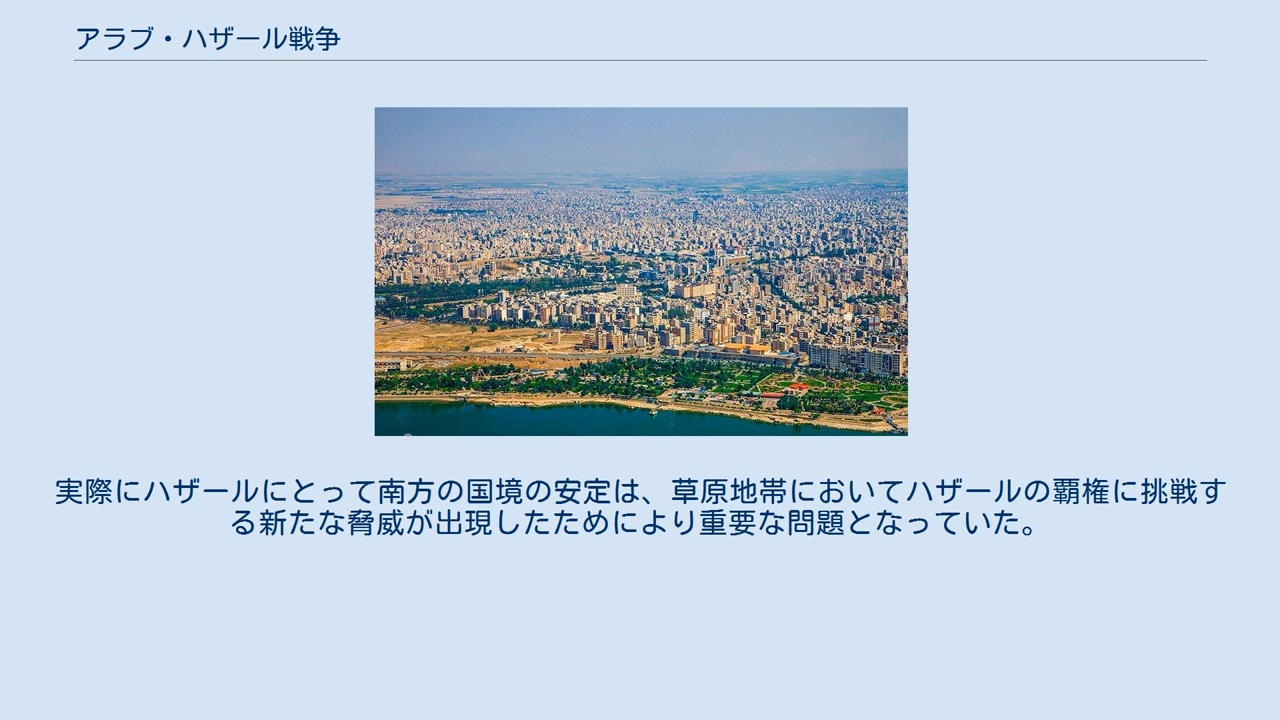 アラブ・ハザール戦争
実際にハザールにとって南方の国境の安定は、草原地帯においてハザールの覇権に挑戦す
る新たな脅威が出現したためにより重要な問題となっていた。